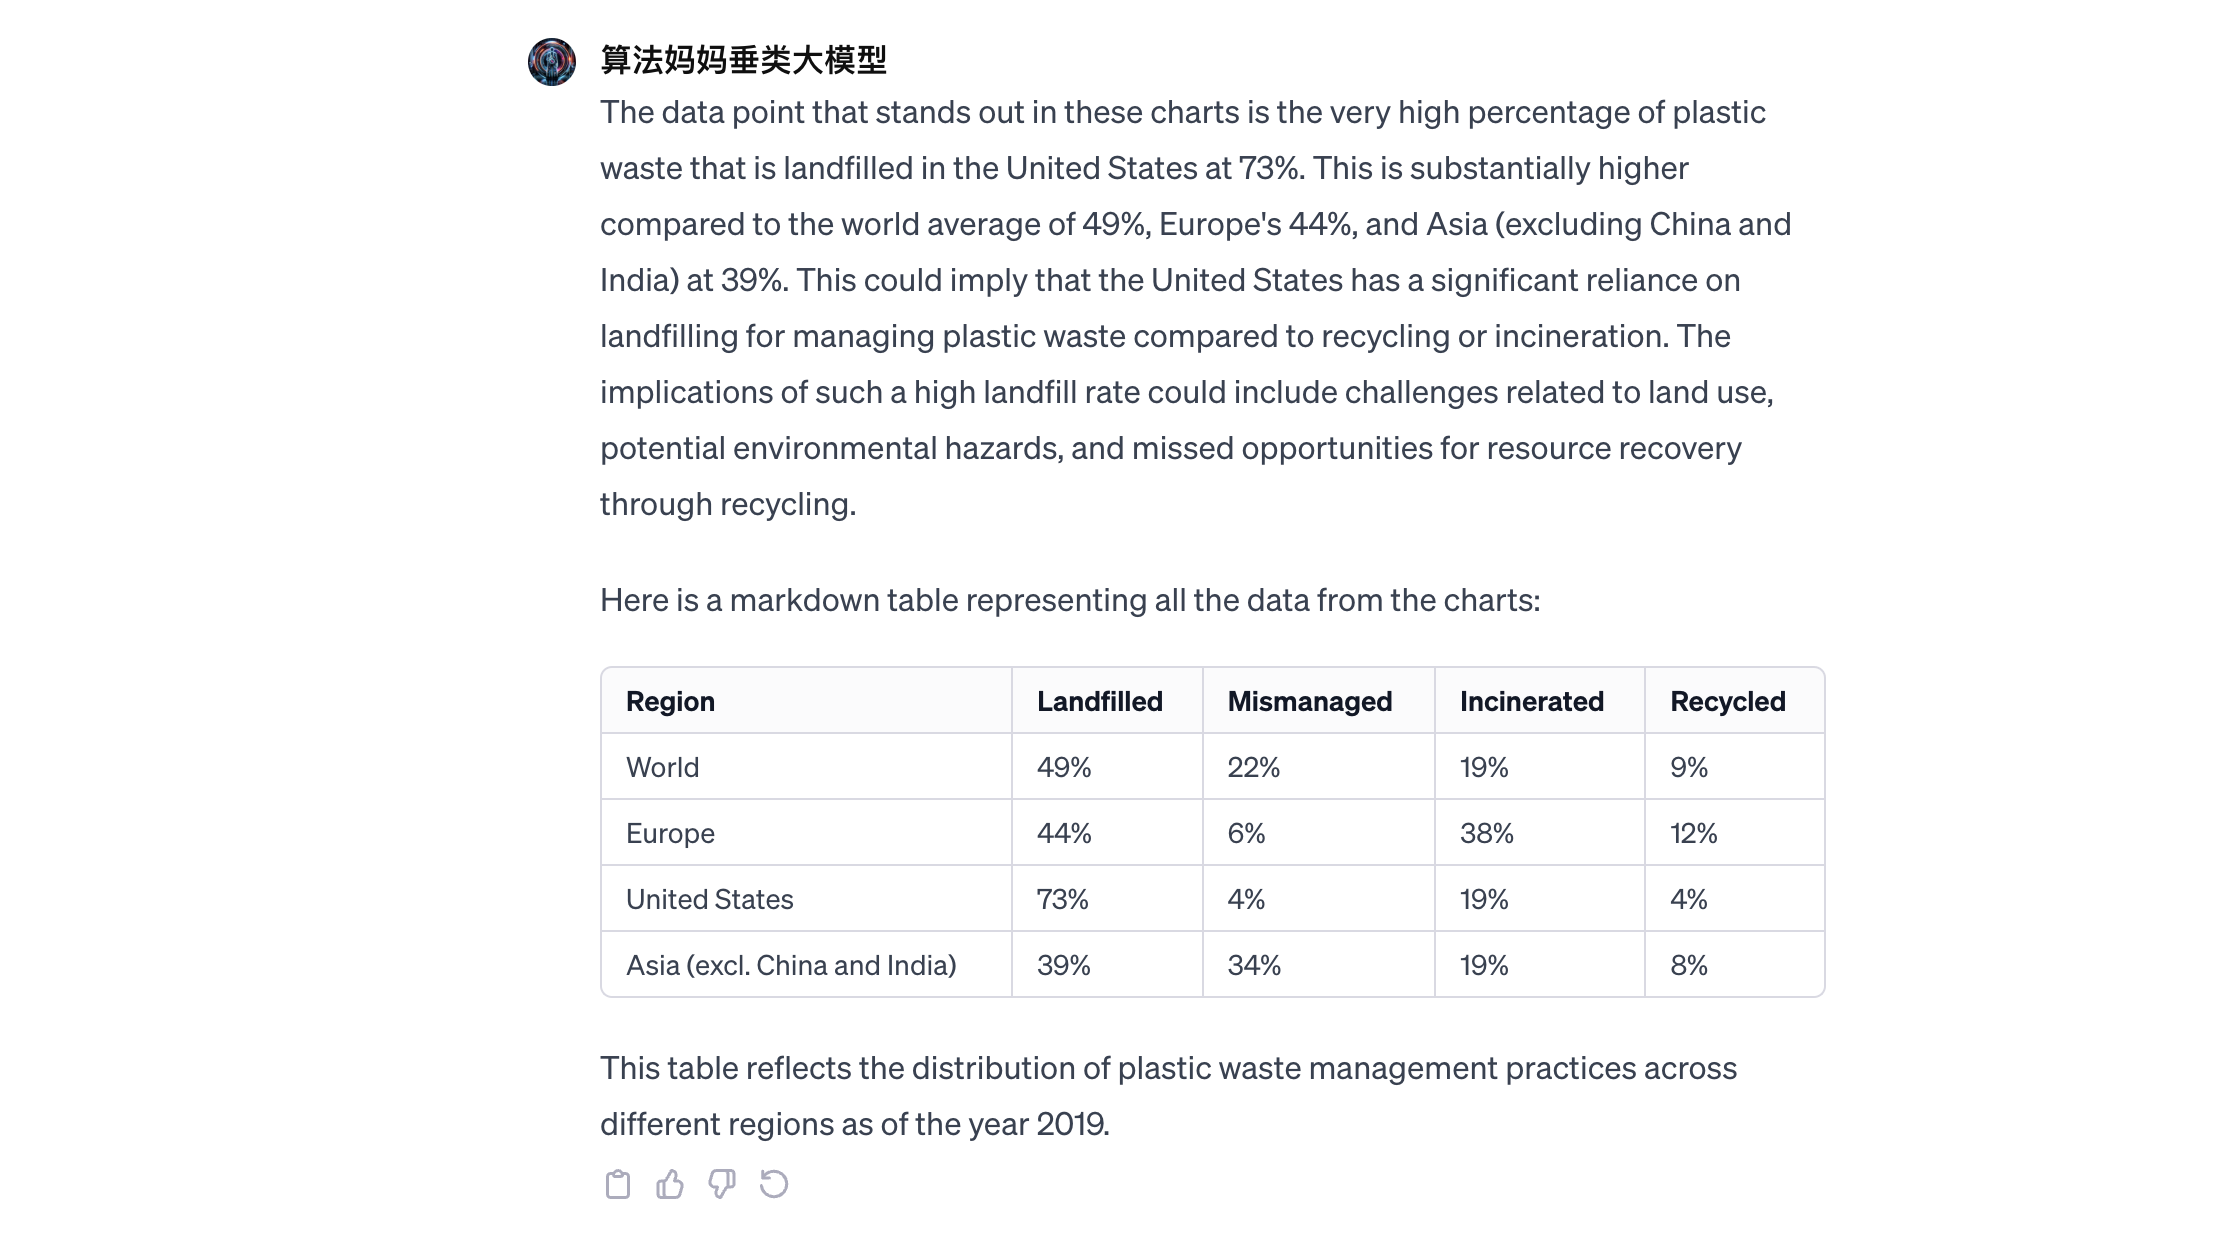 算法妈妈垂类大模型
The data point that stands out in these charts is the very high percentage of plastic
waste that is landfilled in the United States at 73%. This is substantially higher
compared to the world average of 49%, Europe's 44%, and Asia (excluding China and
India) at 39%. This could imply that the United States has a significant reliance on
landfilling for managing plastic waste compared to recycling or incineration. The
implications of such a high landfill rate could include challenges related to land use,
potential environmental hazards, and missed opportunities for resource recovery
through recycling.
Here is a markdown table representing all the data from the charts:
Region Landfilled Mismanaged Incinerated Recycled
World 49% 22% 19% 9%
Europe 44% 6% 38% 12%
United States 73% 4% 19% 4%
Asia (excl. China and India) 39% 34% 19% 8%
This table reflects the distribution of plastic waste management practices across
different regions as of the year 2019.